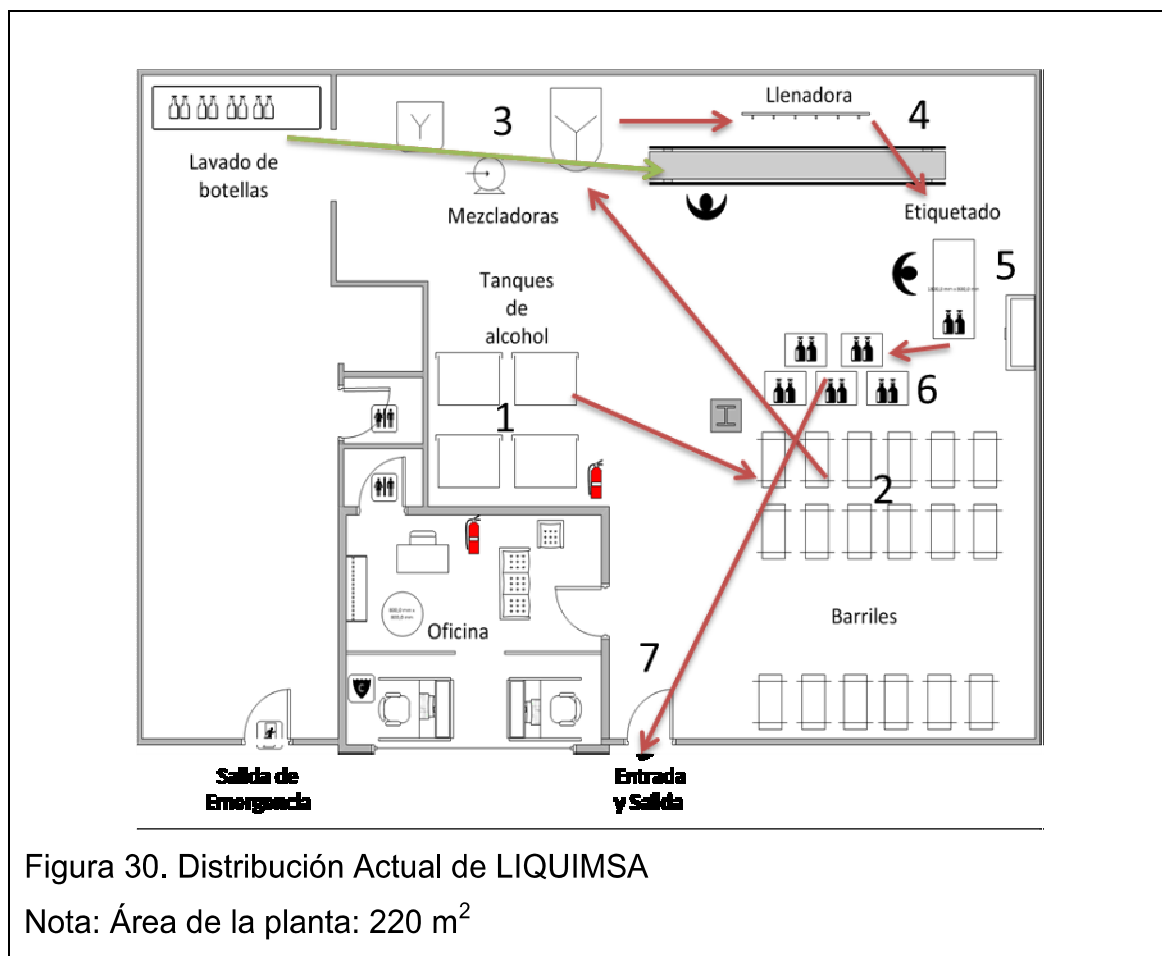 Llenadora
3
4
Lavado de
botellas
Mezcladoras
Etiquetado
5
Tanques
de
alcohol
6
1
2
Oficina
Barriles
7
Salida de
Emergencia
Entrada
y Salida
Figura 30. Distribución Actual de LIQUIMSA
Nota: Área de la planta: 220 m²